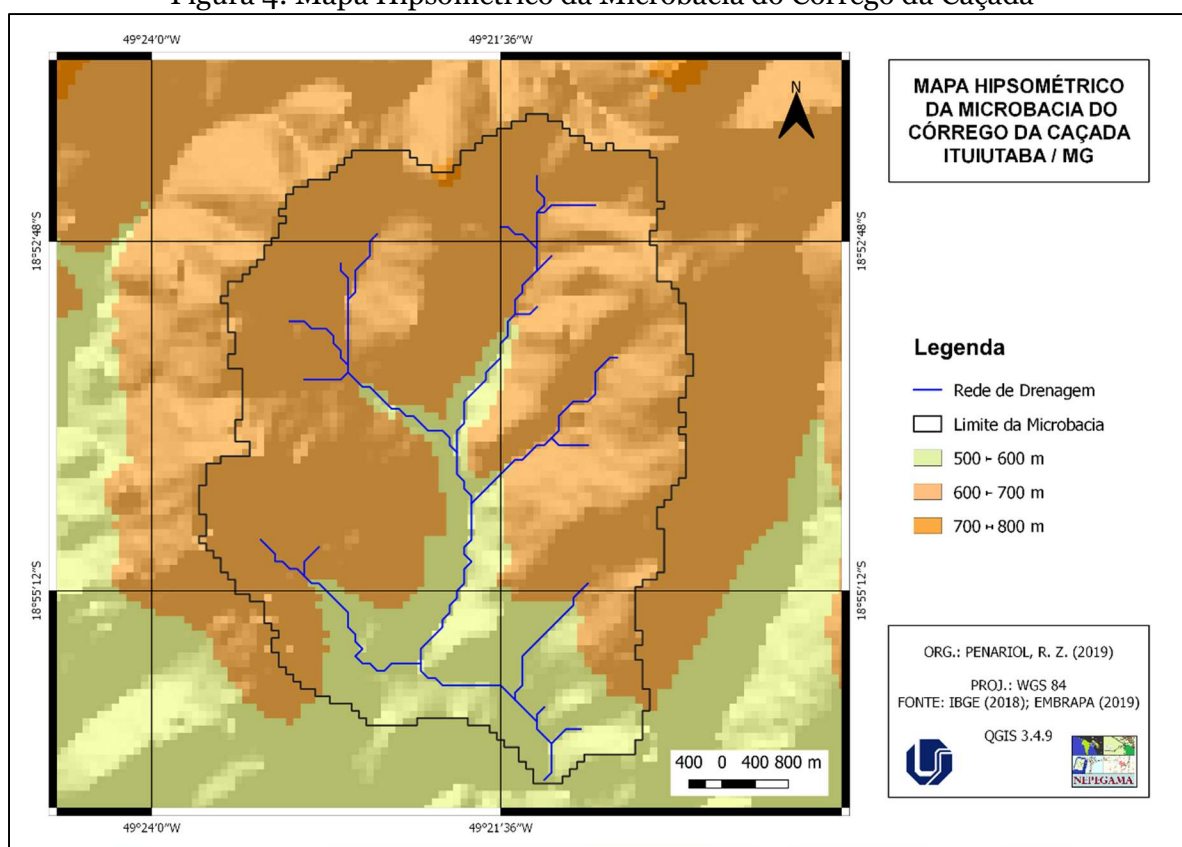 Figura 4: Mapa Hipsométrico da Microbacia do Córrego da Caçada
49°24'0"W
49°21'36"W
18°52'48"S
18°55'12"S
N
400 0 400 800 m
18°52'48"S
18°55'12"S
49°24'0"W
49°21'36"W
MAPA HIPSOMÉTRICO
DA MICROBACIA DO
CÓRREGO DA CAÇADA
ITUIUTABA / MG
Legenda
Rede de Drenagem
Limite da Microbacia
500 ⊢ 600 m
600 ⊢ 700 m
700 ⊢⊣ 800 m
ORG.: PENARIOL, R. Z. (2019)
PROJ.: WGS 84
FONTE: IBGE (2018); EMBRAPA (2019)
QGIS 3.4.9
NEPEGAMA